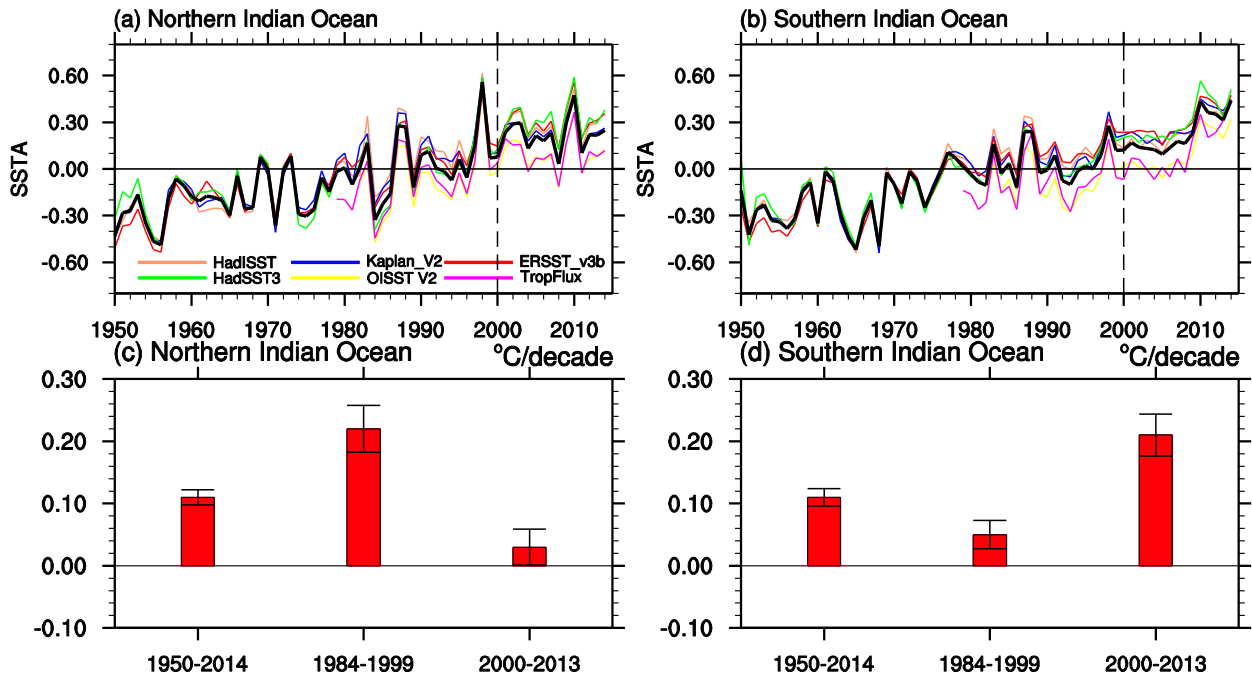 (a) Northern Indian Ocean
(b) Southern Indian Ocean
SSTA
0.60
0.30
0.00
-0.30
-0.60
HadISST
Kaplan_V2
ERSST_v3b
HadSST3
OISST V2
TropFlux
1950 1960 1970 1980 1990 2000 2010
SSTA
0.60
0.30
0.00
-0.30
-0.60
1950 1960 1970 1980 1990 2000 2010
(c) Northern Indian Ocean
°C/decade
0.30
0.20
0.10
0.00
-0.10
1950-2014 1984-1999 2000-2013
(d) Southern Indian Ocean
°C/decade
0.30
0.20
0.10
0.00
-0.10
1950-2014 1984-1999 2000-2013